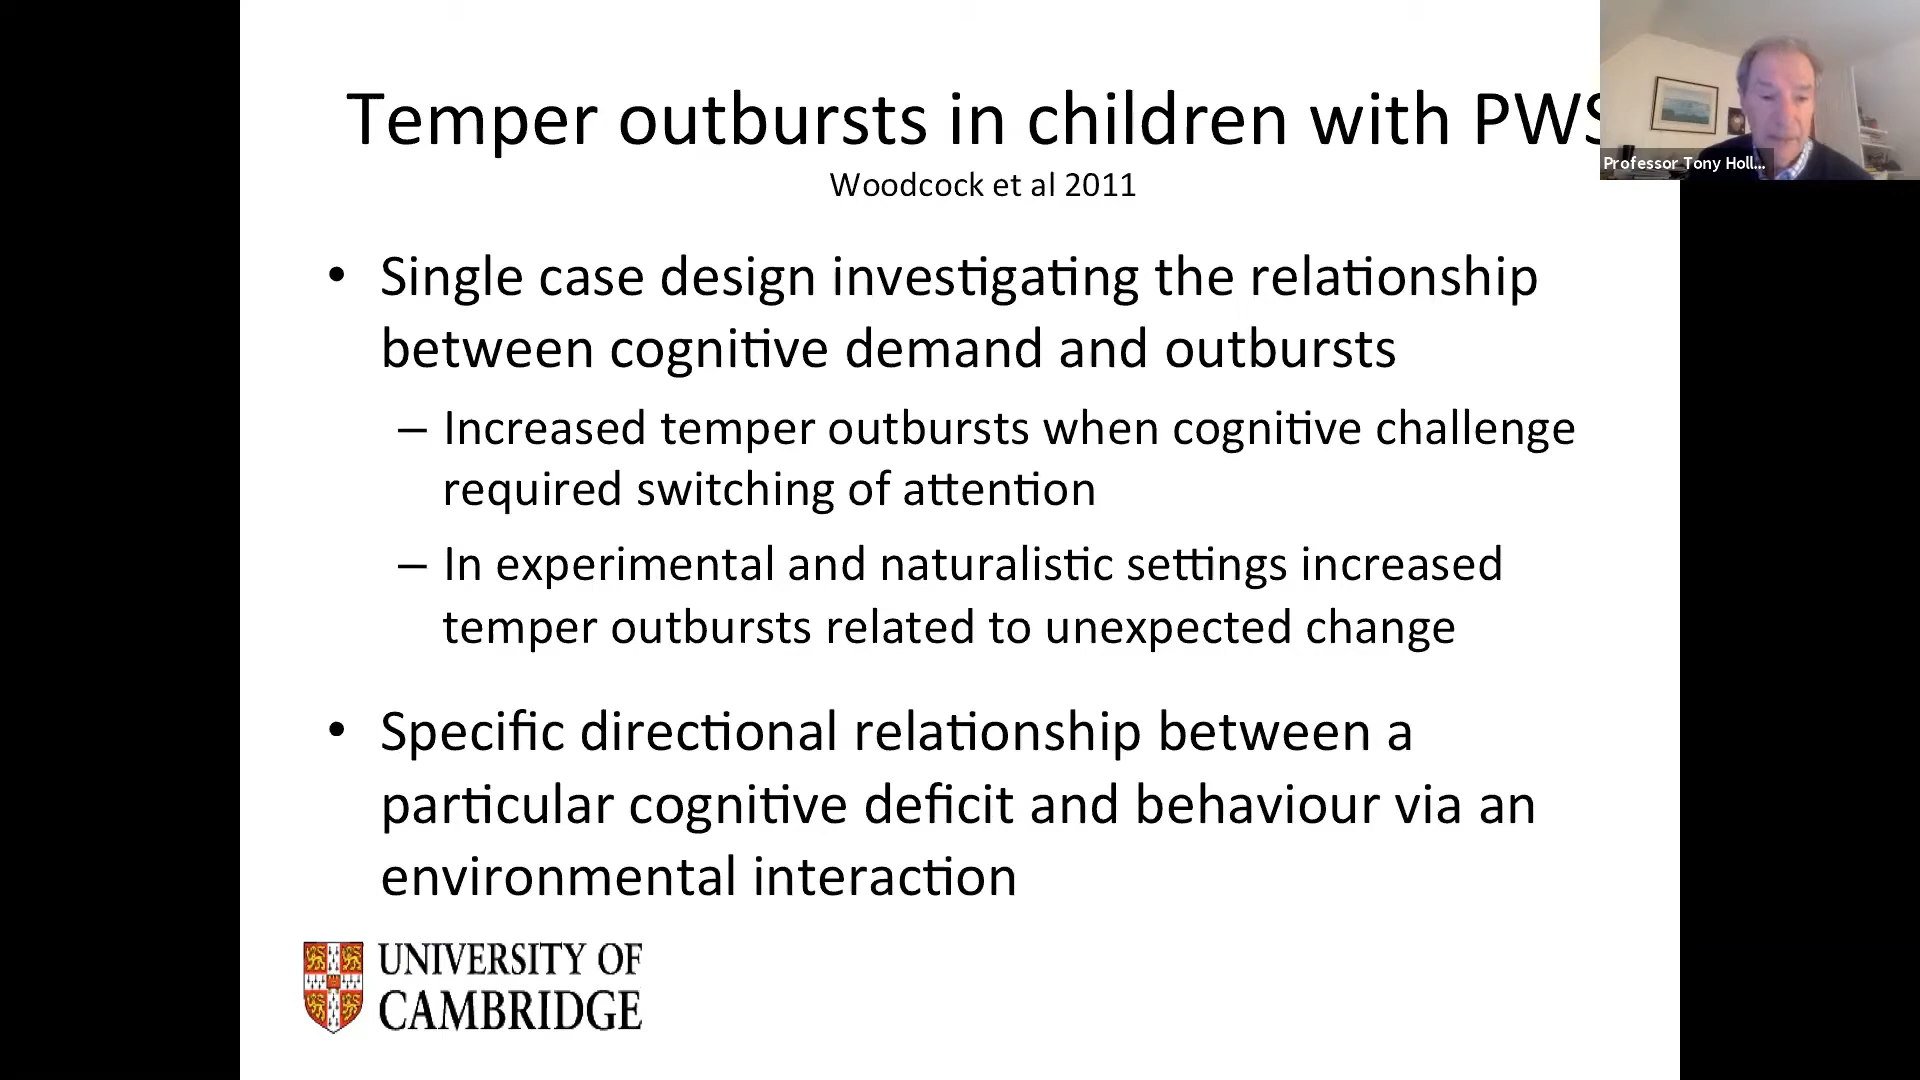 Temper outbursts in children with PWS
Woodcock et al 2011
Professor Tony Holl...
• Single case design investigating the relationship
between cognitive demand and outbursts
– Increased temper outbursts when cognitive challenge
required switching of attention
– In experimental and naturalistic settings increased
temper outbursts related to unexpected change
• Specific directional relationship between a
particular cognitive deficit and behaviour via an
environmental interaction
UNIVERSITY OF
CAMBRIDGE